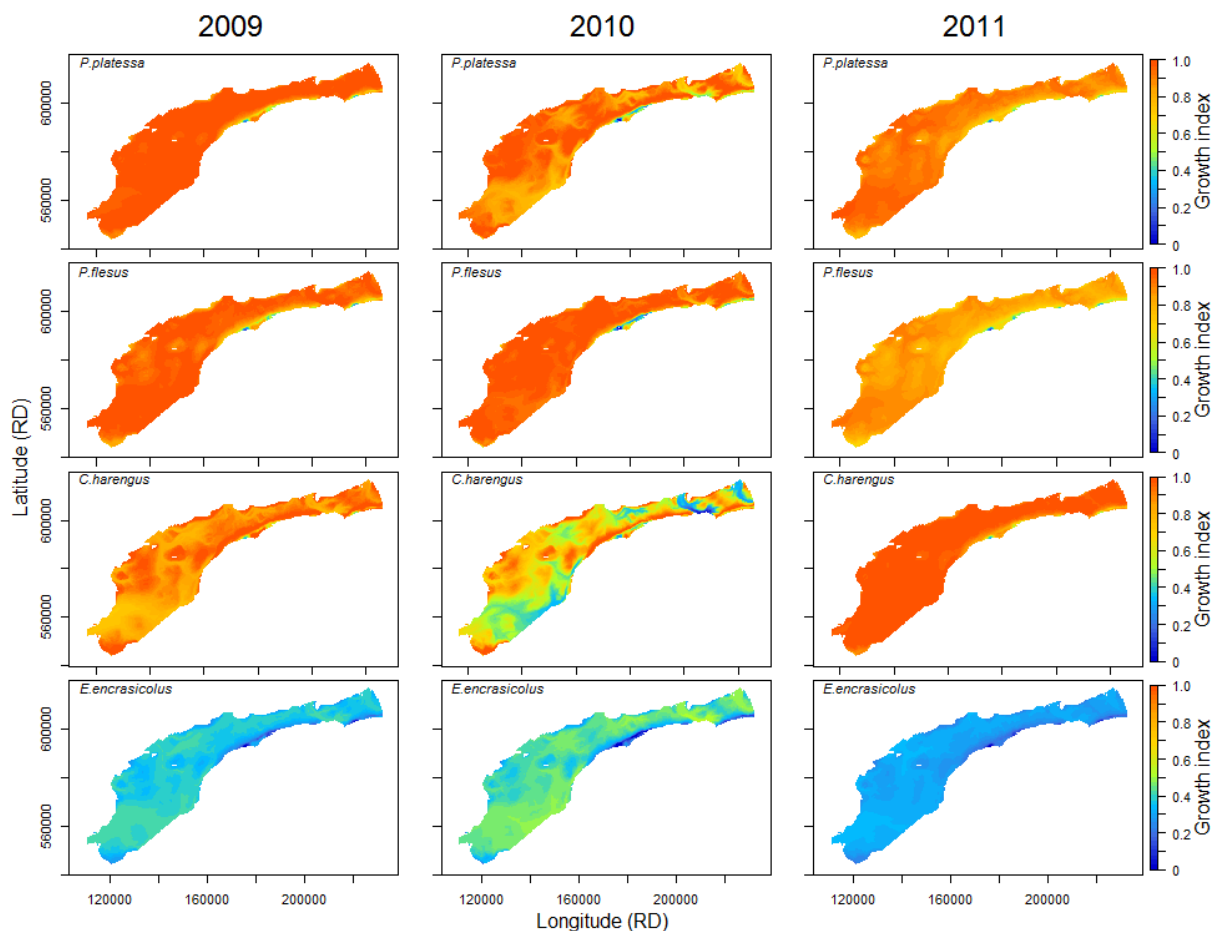 2009 2010 2011
P.platessa P.platessa P.platessa
600000
560000
1.0
0.8
0.6
0.4
0.2
0
Growth index
P.flesus P.flesus P.flesus
600000
560000
1.0
0.8
0.6
0.4
0.2
0
Growth index
Latitude (RD)
C.harengus C.harengus C.harengus
600000
560000
1.0
0.8
0.6
0.4
0.2
0
Growth index
E.encrasicolus E.encrasicolus E.encrasicolus
600000
560000
1.0
0.8
0.6
0.4
0.2
0
Growth index
120000 160000 200000 120000 160000 200000 120000 160000 200000
Longitude (RD)